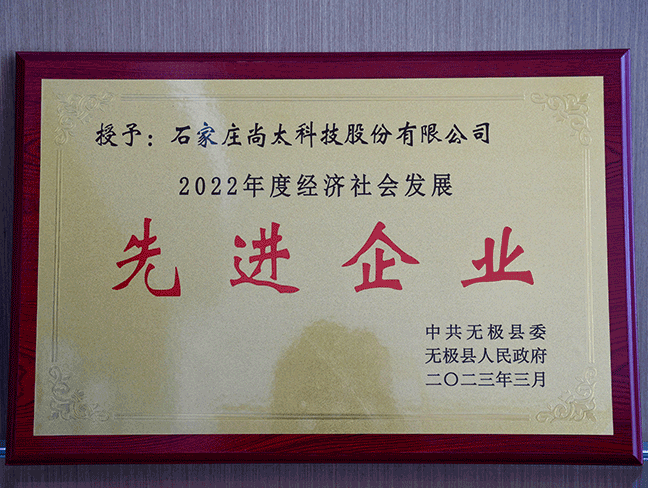 授予：石家庄尚太科技股份有限公司
2022年度经济社会发展
先进企业
中共无极县委
无极县人民政府
二〇二三年三月